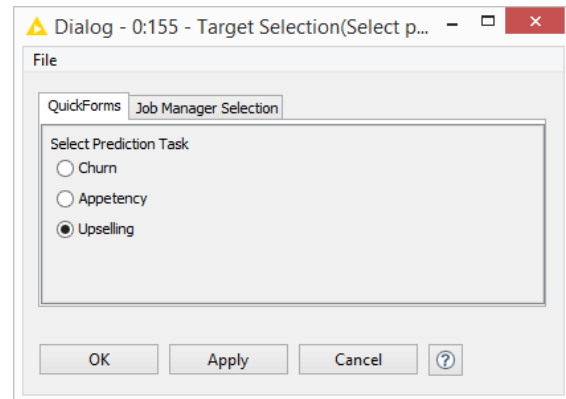 Dialog - 0:155 - Target Selection(Select p...
File
QuickForms Job Manager Selection
Select Prediction Task
Churn
Appetency
Upselling
OK Apply Cancel ?